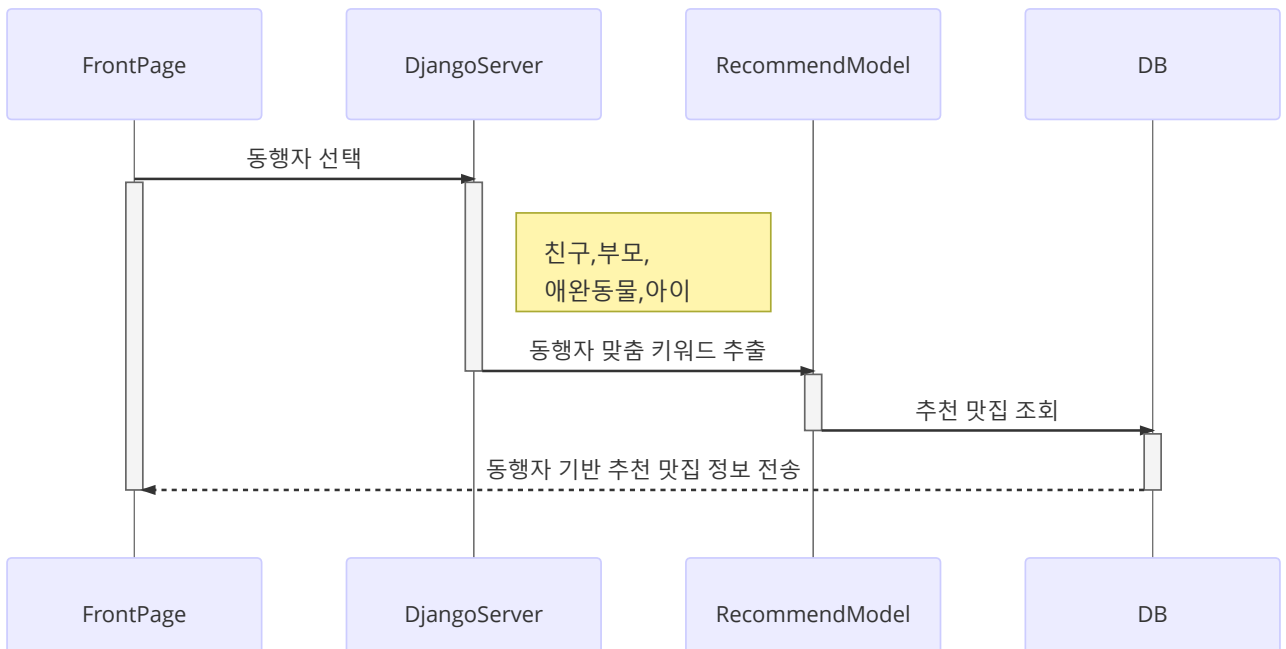 FrontPage
DjangoServer
RecommendModel
DB
동행자 선택
친구,부모,
애완동물,아이
동행자 맞춤 키워드 추출
추천 맛집 조회
동행자 기반 추천 맛집 정보 전송
FrontPage
DjangoServer
RecommendModel
DB